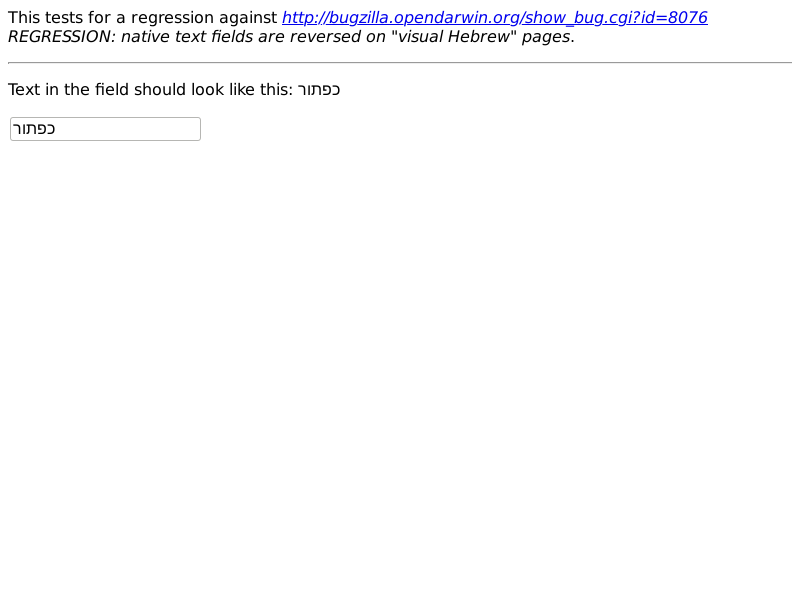 This tests for a regression against http://bugzilla.opendarwin.org/show_bug.cgi?id=8076
REGRESSION: native text fields are reversed on "visual Hebrew" pages.
Text in the field should look like this: כפתור
כפתור